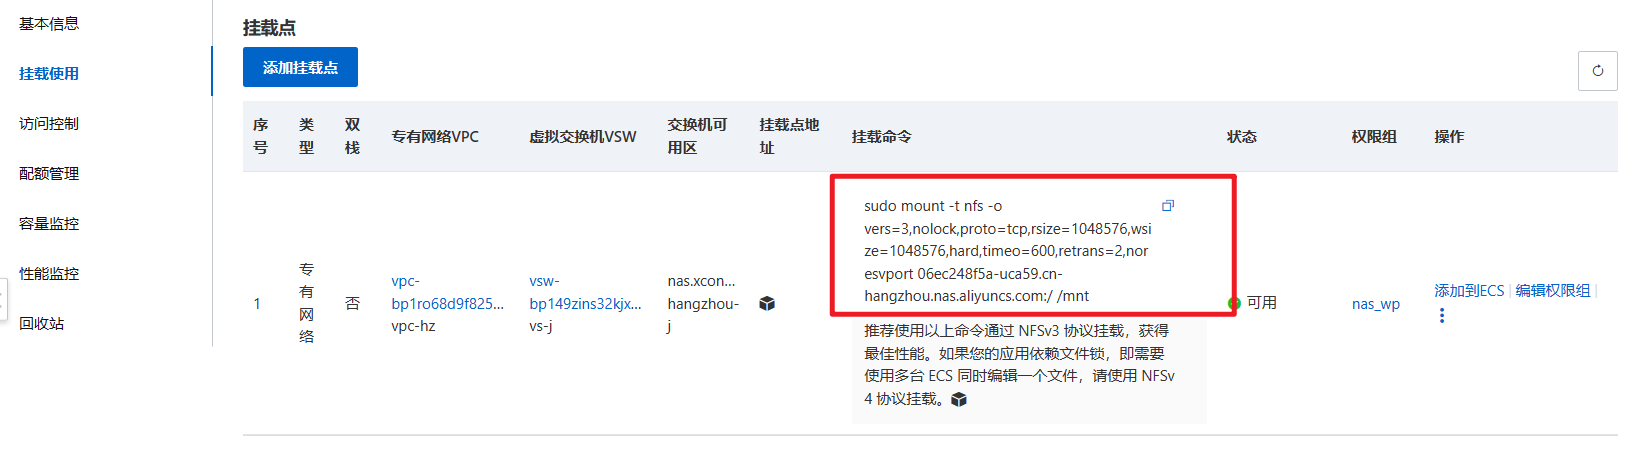 基本信息
挂载使用
访问控制
配额管理
容量监控
性能监控
回收站
挂载点
添加挂载点
序号
类型
双栈
专有网络VPC
虚拟交换机VSW
交换机可用区
挂载点地址
挂载命令
状态
权限组
操作
1
专有网络
否
vpc-
bp1ro68d9f825...
vpc-hz
vsw-
bp149zins32kjx...
vs-j
nas.xcon...
hangzhou-
j
sudo mount -t nfs -o
vers=3,nolock,proto=tcp,rsize=1048576,wsi
ze=1048576,hard,timeo=600,retrans=2,nor
esvport 06ec248f5a-uca59.cn-
hangzhou.nas.aliyuncs.com:/ /mnt
推荐使用以上命令通过 NFSv3 协议挂载，获得
最佳性能。如果您的应用依赖文件锁，即需要
使用多台 ECS 同时编辑一个文件，请使用 NFSv
4 协议挂载。
可用
nas_wp
添加到ECS | 编辑权限组 |